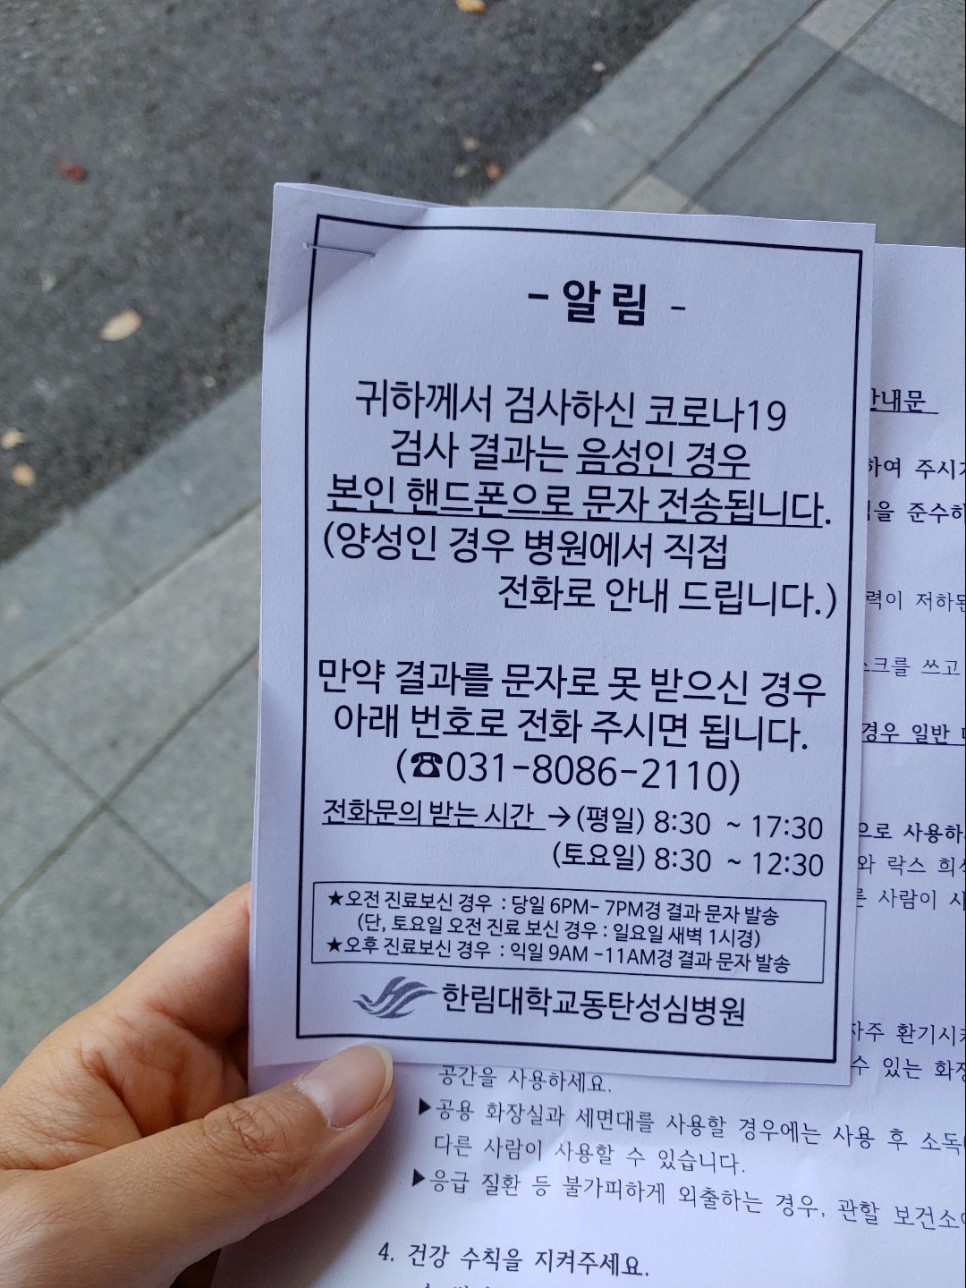 - 알 림 -
귀하께서 검사하신 코로나19
검사 결과는 음성인 경우
본인 핸드폰으로 문자 전송됩니다.
(양성인 경우 병원에서 직접
전화로 안내 드립니다.)
만약 결과를 문자로 못 받으신 경우
아래 번호로 전화 주시면 됩니다.
(☎031-8086-2110)
전화문의 받는 시간 →(평일) 8:30 ~ 17:30
(토요일) 8:30 ~ 12:30
★오전 진료보신 경우 : 당일 6PM- 7PM경 결과 문자 발송
(단, 토요일 오전 진료 보신 경우 : 일요일 새벽 1시경)
★오후 진료보신 경우 : 익일 9AM -11AM경 결과 문자 발송
한림대학교동탄성심병원
안내문
하여 주시
을 준수하
력이 저하된
스크를 쓰고
경우 일반
으로 사용하
와 락스 희석
른 사람이 사
자주 환기시켜
수 있는 화장
공간을 사용하세요.
▶공용 화장실과 세면대를 사용할 경우에는 사용 후 소독
다른 사람이 사용할 수 있습니다.
▶응급 질환 등 불가피하게 외출하는 경우, 관할 보건소에
4. 건강 수칙을 지켜주세요.